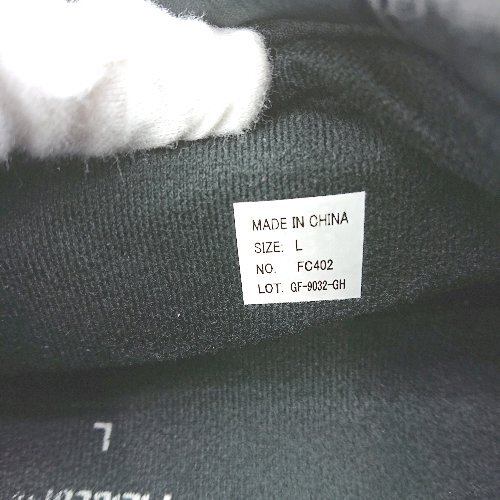 MADE IN CHINA
SIZE: L
NO. FC402
LOT. GF-9032-GH
L